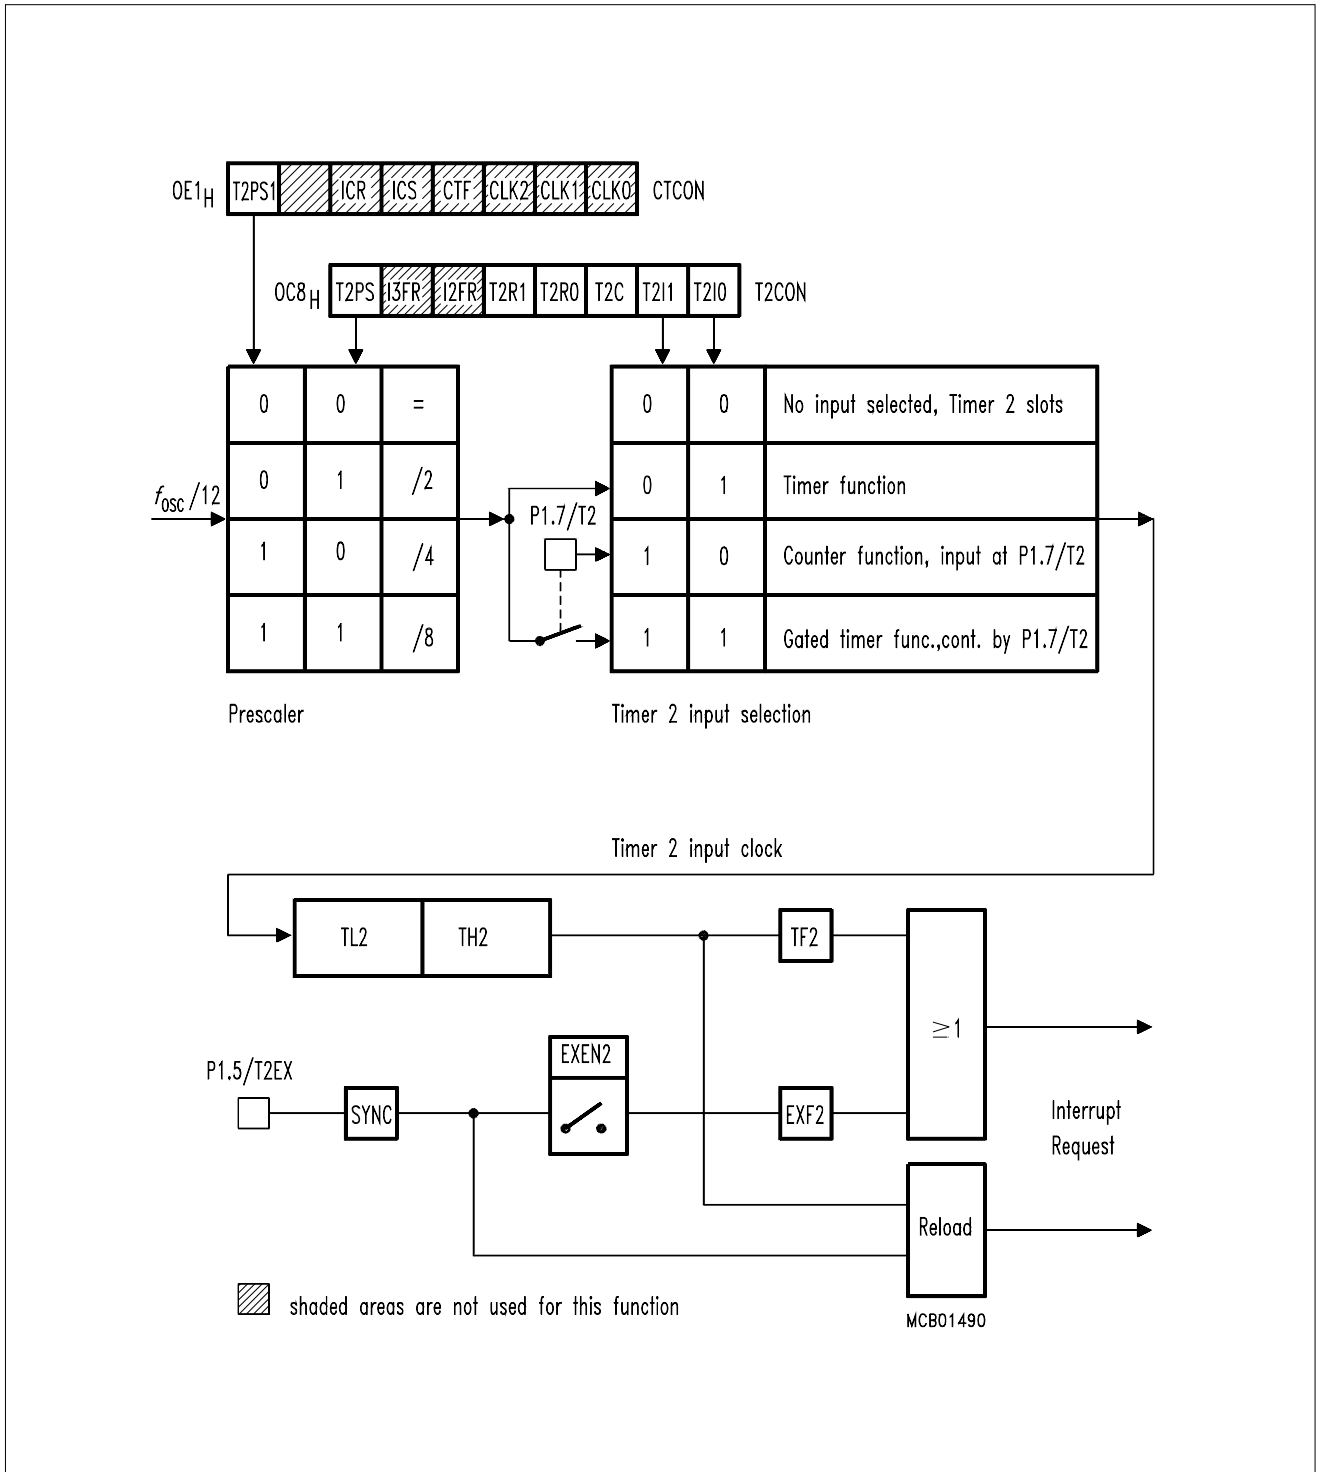 OE1H T2PS1 ICR ICS CTF CLK2 CLK1 CLK0 CTCON
OC8H T2PS I3FR I2FR T2R1 T2R0 T2C T2I1 T2I0 T2CON
0 0 =
0 1 /2
1 0 /4
1 1 /8
fOSC/12
Prescaler
P1.7/T2
0 0 No input selected, Timer 2 slots
0 1 Timer function
1 0 Counter function, input at P1.7/T2
1 1 Gated timer func.,cont. by P1.7/T2
Timer 2 input selection
Timer 2 input clock
TL2 TH2 TF2
≥1
P1.5/T2EX
SYNC
EXEN2
EXF2
Interrupt
Request
Reload
shaded areas are not used for this function
MCB01490